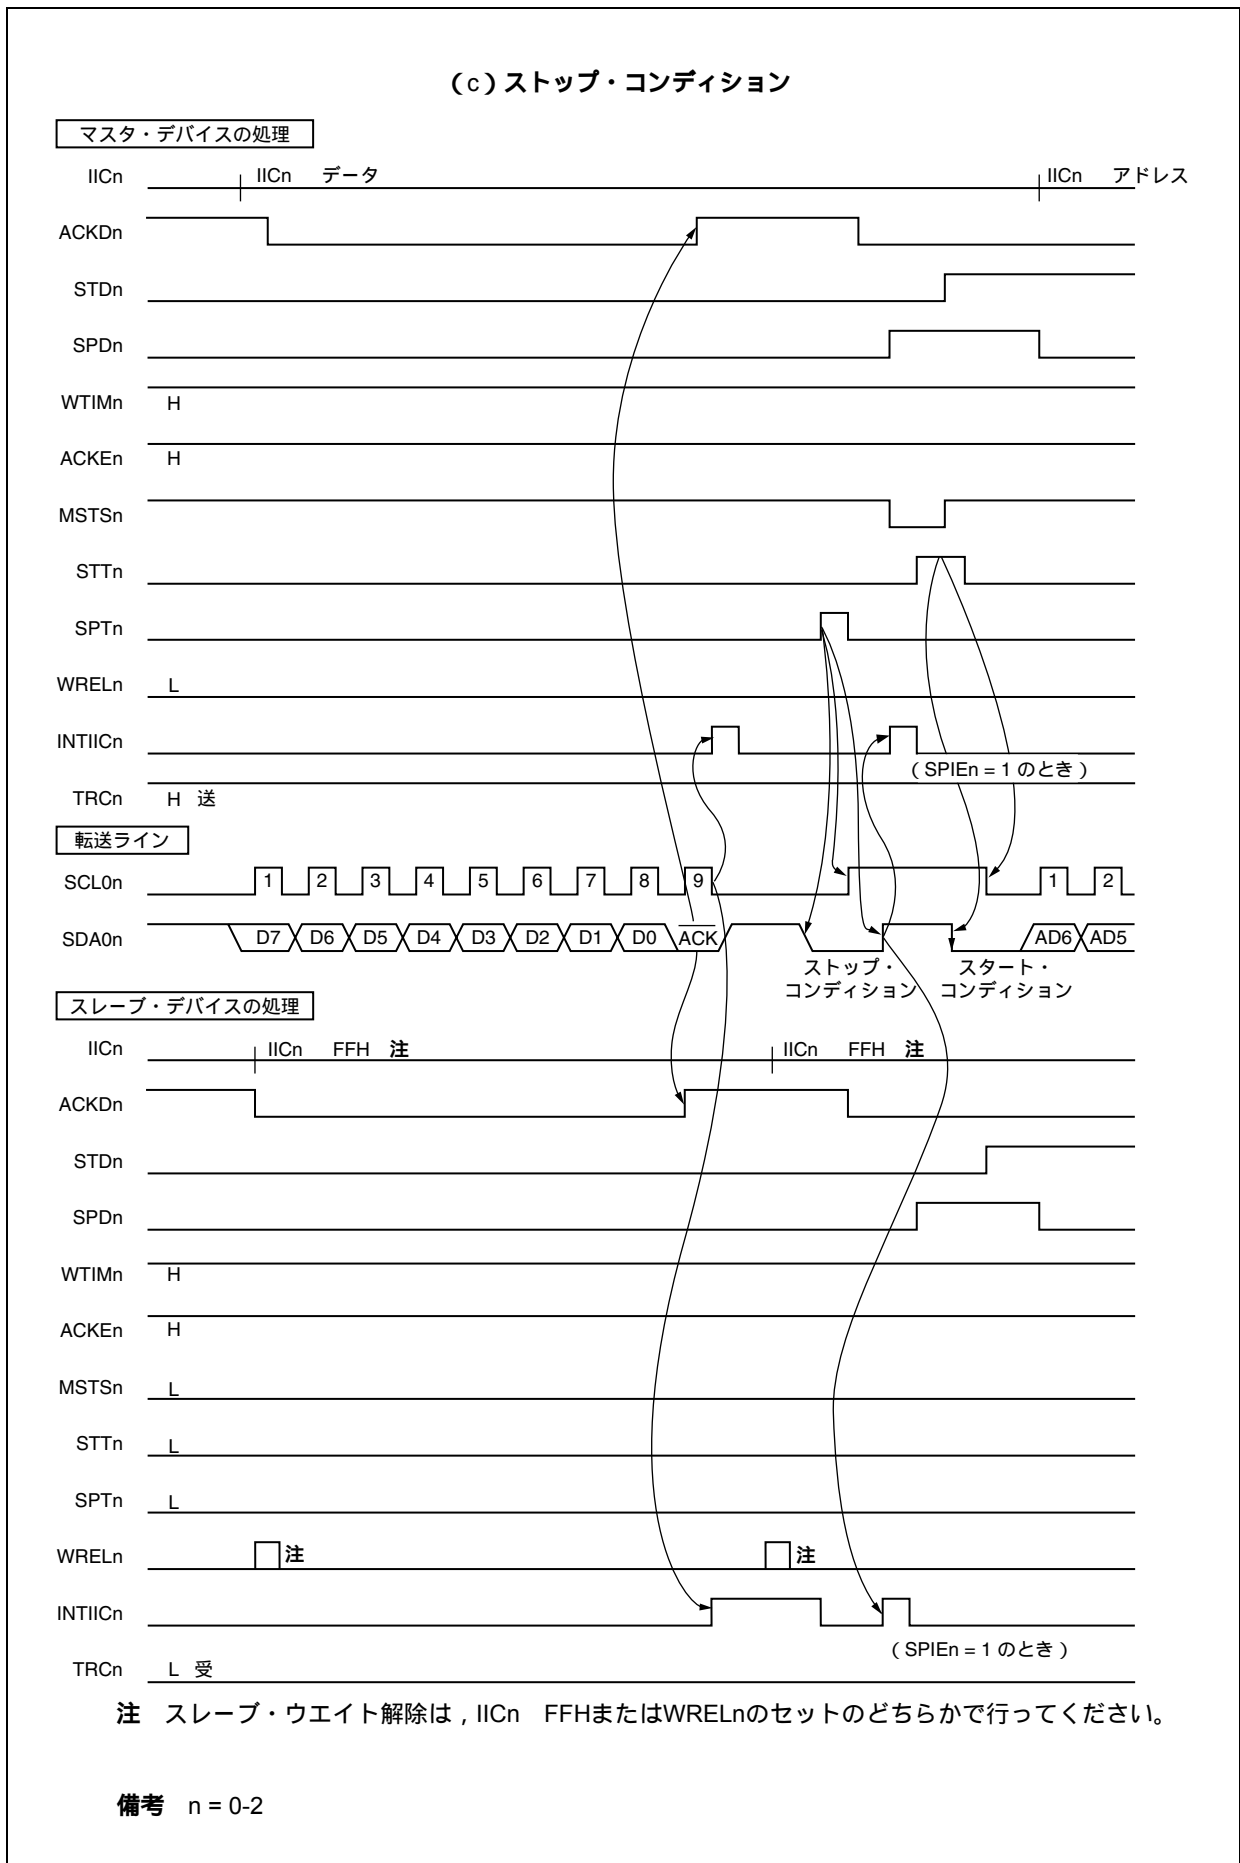 （c）ストップ・コンディション
マスタ・デバイスの処理
IICn IICn データ IICn アドレス
ACKDn
STDn
SPDn
WTIMn H
ACKEn H
MSTSn
STTn
SPTn
WRELn L
INTIICn
（SPIEn = 1 のとき）
TRCn H 送
転送ライン
SCL0n 1 2 3 4 5 6 7 8 9 1 2
SDA0n D7 D6 D5 D4 D3 D2 D1 D0 ACK AD6 AD5
ストップ・ スタート・
コンディション コンディション
スレーブ・デバイスの処理
IICn IICn FFH 注 IICn FFH 注
ACKDn
STDn
SPDn
WTIMn H
ACKEn H
MSTSn L
STTn L
SPTn L
WRELn 注 注
INTIICn
（SPIEn = 1 のとき）
TRCn L 受
注 スレーブ・ウエイト解除は，IICn FFHまたはWRELnのセットのどちらかで行ってください。
備考 n = 0-2